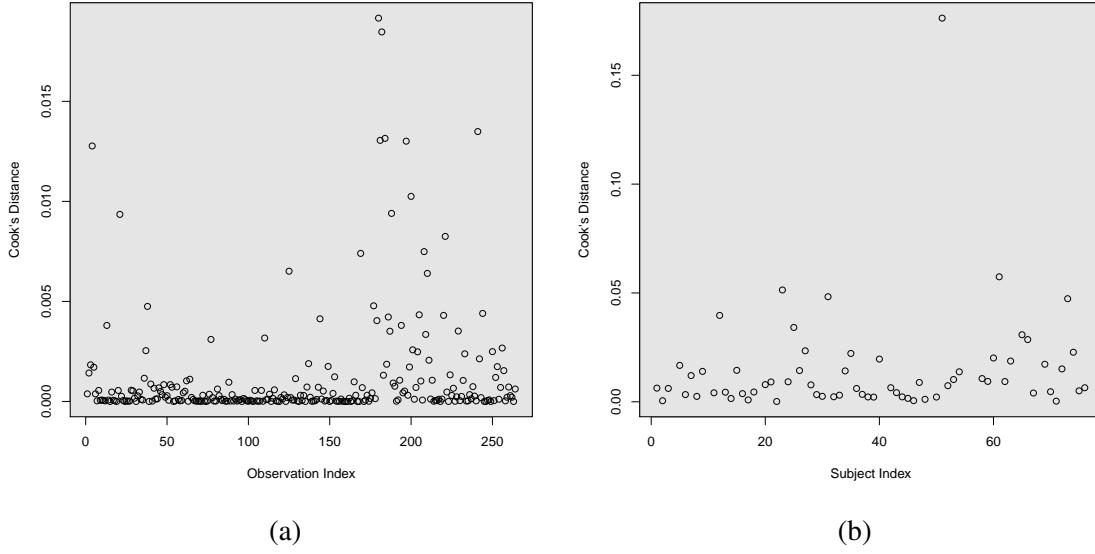 0.000
0.005
0.010
0.015
Cook's Distance
0 50 100 150 200 250
Observation Index
(a)
0.00
0.05
0.10
0.15
Cook's Distance
0 20 40 60
Subject Index
(b)